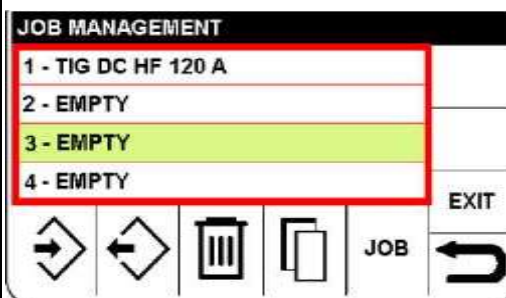 JOB MANAGEMENT
1 - TIG DC HF 120 A
2 - EMPTY
3 - EMPTY
4 - EMPTY
EXIT
JOB